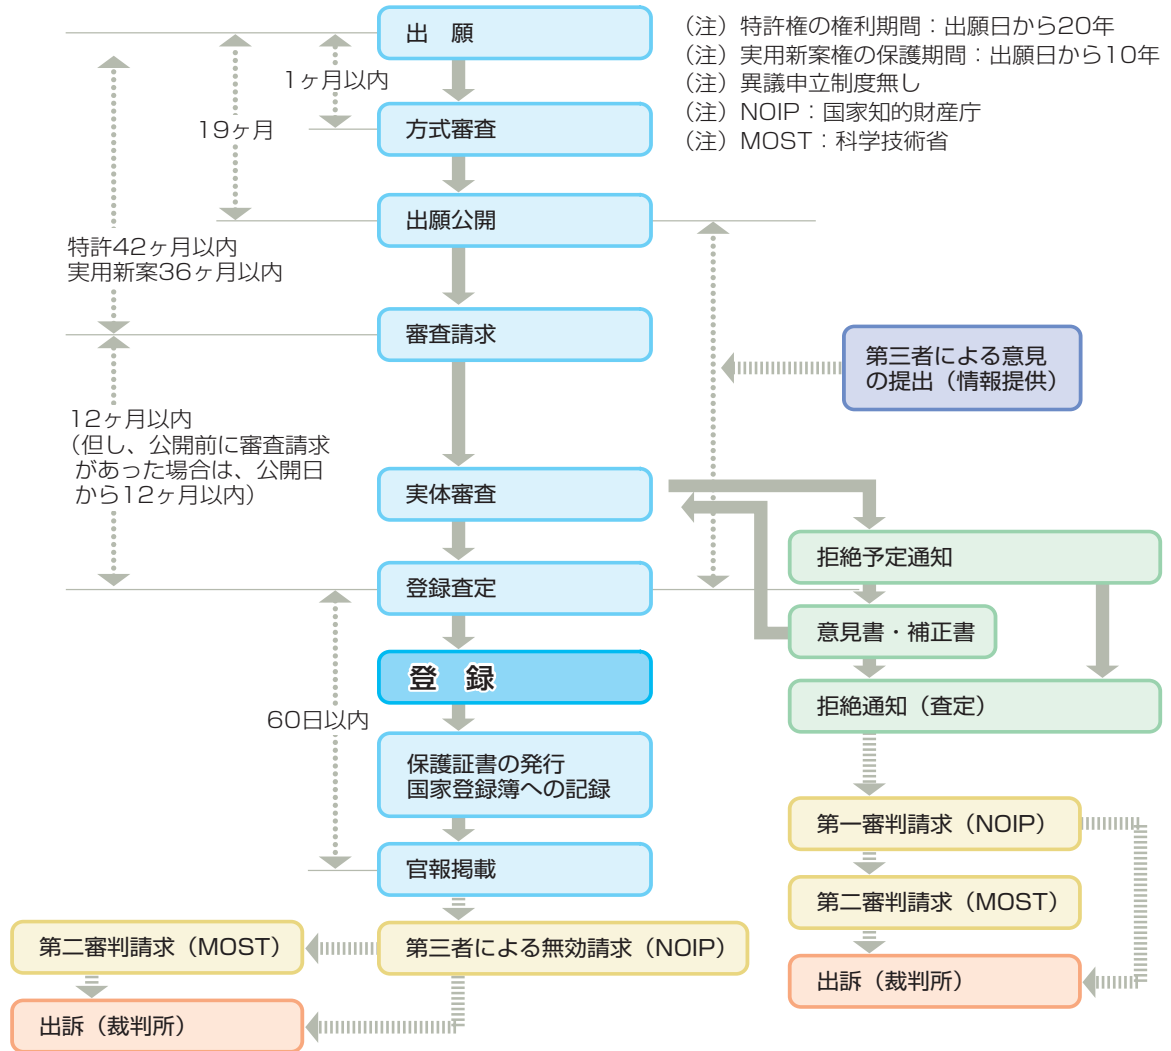 出　願
（注）特許権の権利期間：出願日から20年
（注）実用新案権の保護期間：出願日から10年
（注）異議申立制度無し
（注）NOIP：国家知的財産庁
（注）MOST：科学技術省
1ヶ月以内
19ヶ月
方式審査
出願公開
特許42ヶ月以内
実用新案36ヶ月以内
審査請求
第三者による意見
の提出（情報提供）
12ヶ月以内
（但し、公開前に審査請求
があった場合は、公開日
から12ヶ月以内）
実体審査
拒絶予定通知
登録査定
意見書・補正書
登　録
拒絶通知（査定）
60日以内
保護証書の発行
国家登録簿への記録
第一審判請求（NOIP）
官報掲載
第二審判請求（MOST）
第二審判請求（MOST）
第三者による無効請求（NOIP）
出訴（裁判所）
出訴（裁判所）